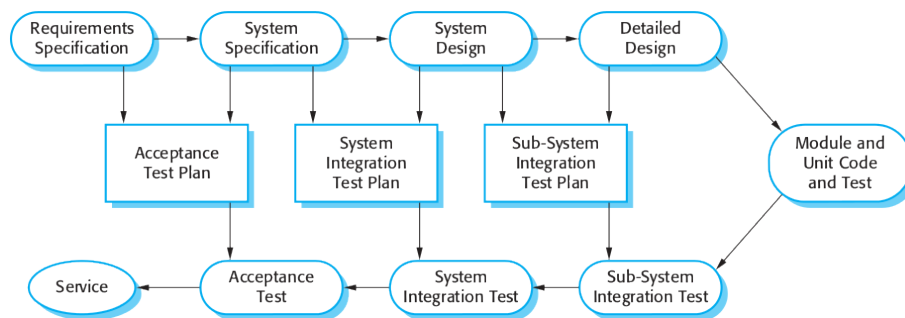 Requirements
Specification
System
Specification
System
Design
Detailed
Design
Acceptance
Test Plan
System
Integration
Test Plan
Sub-System
Integration
Test Plan
Module and
Unit Code
and Test
Service
Acceptance
Test
System
Integration Test
Sub-System
Integration Test